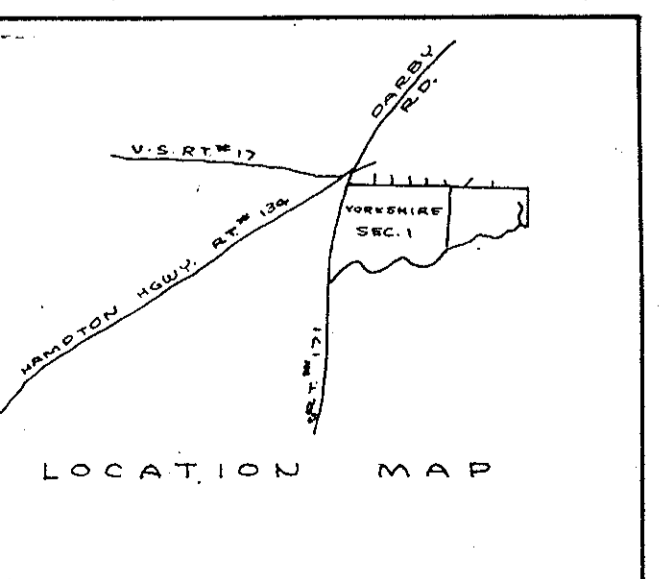 DARBY
RD.
U.S. RT.# 17
YORKSHIRE
SEC. 1
HAMPTON HGWY. RT.# 134
RT.# 171
LOCATION MAP